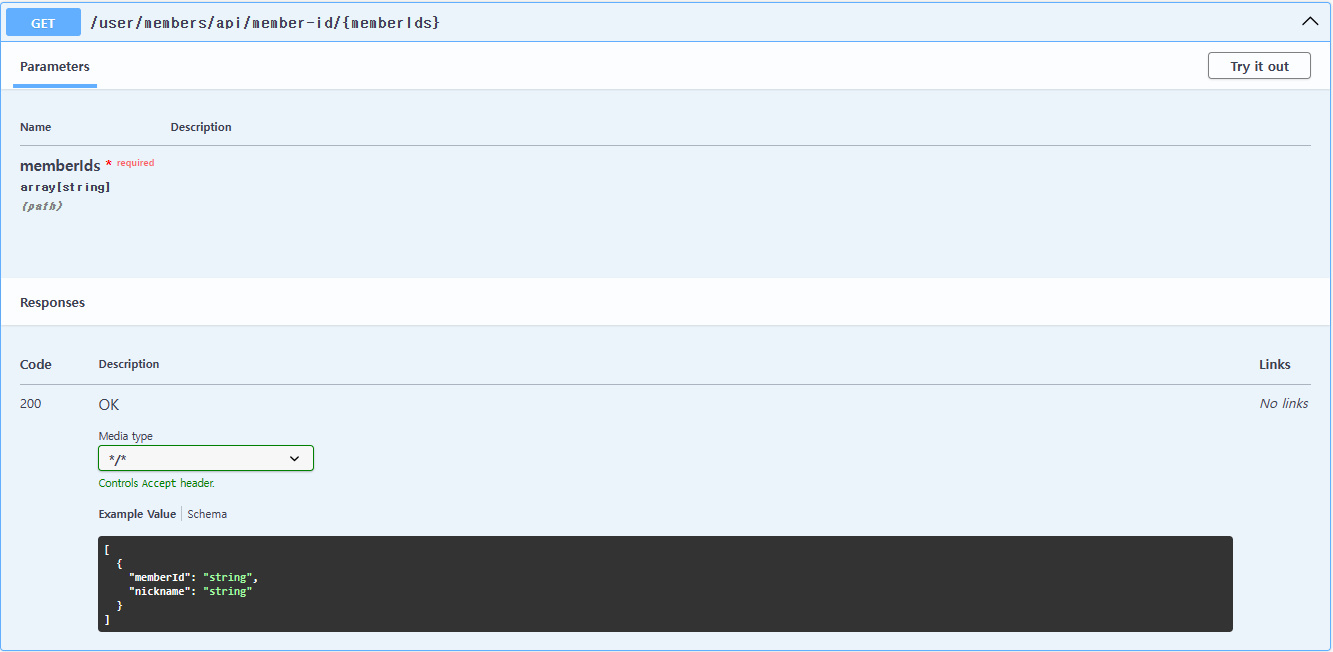 GET /user/members/api/member-id/{memberIds}
Parameters
Try it out
Name Description
memberIds * required
array[string]
(path)
Responses
Code Description Links
200 OK No links
Media type
*/*
Controls Accept header.
Example Value Schema
[
  {
    "memberId": "string",
    "nickname": "string"
  }
]